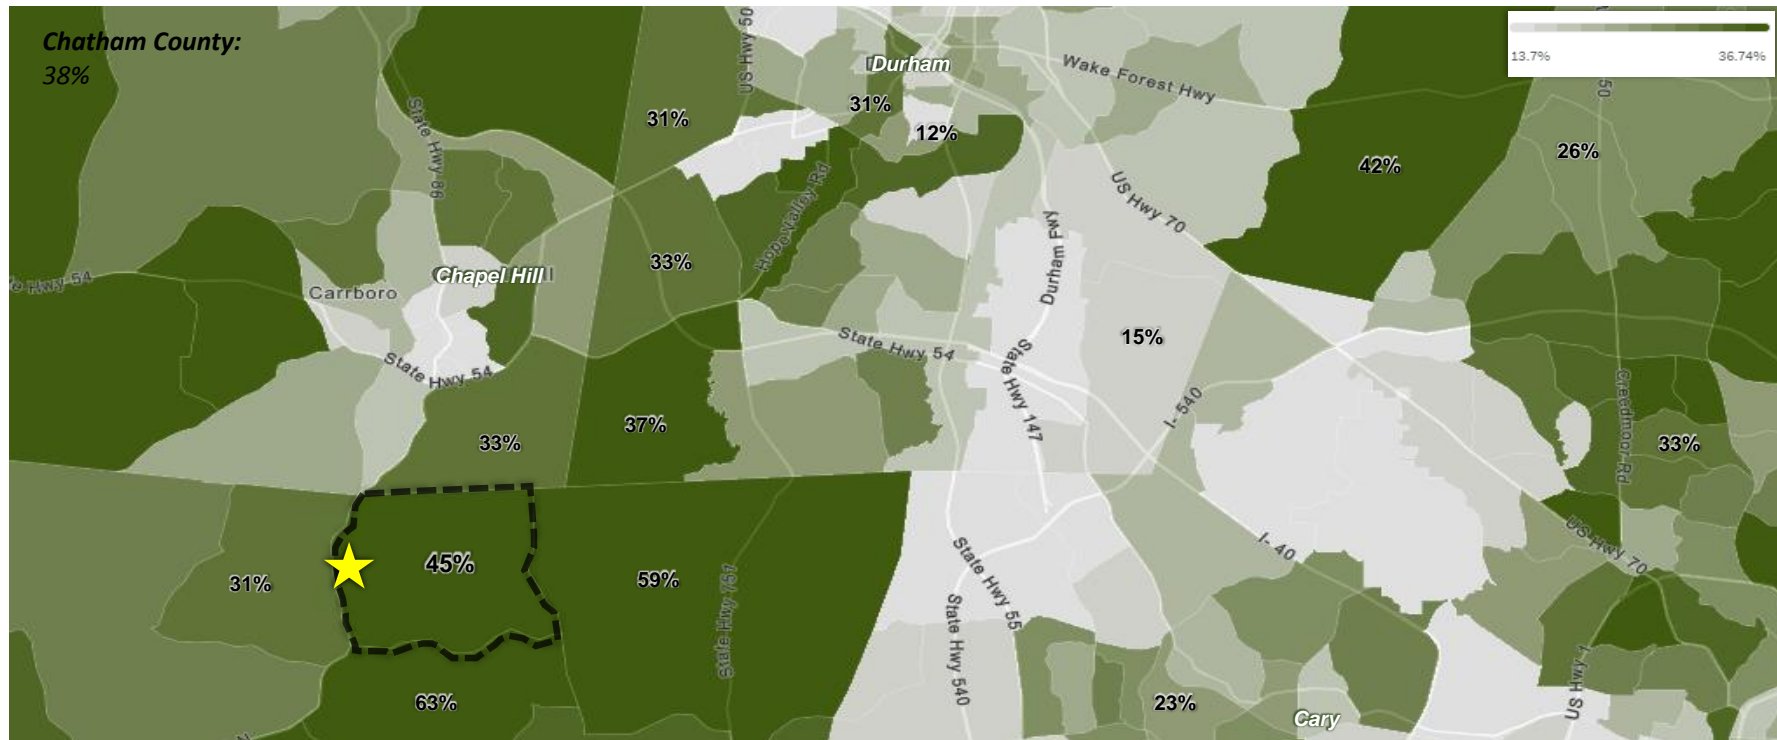 Chatham County:
38%
US Hwy 50
Durham
Wake Forest Hwy
13.7%
36.74%
50
31%
31%
12%
State Hwy 86
42%
26%
US Hwy 70
Hope Valley Rd
Durham Fwy
33%
Chapel Hill
Carrboro
Hwy 54
State Hwy 54
State Hwy 54
State Hwy 147
15%
I- 540
Creedmoor Rd
37%
33%
33%
31%
45%
59%
State Hwy 751
State Hwy 55
State Hwy 540
I- 40
US Hwy 70
US Hwy 1
63%
23%
Cary